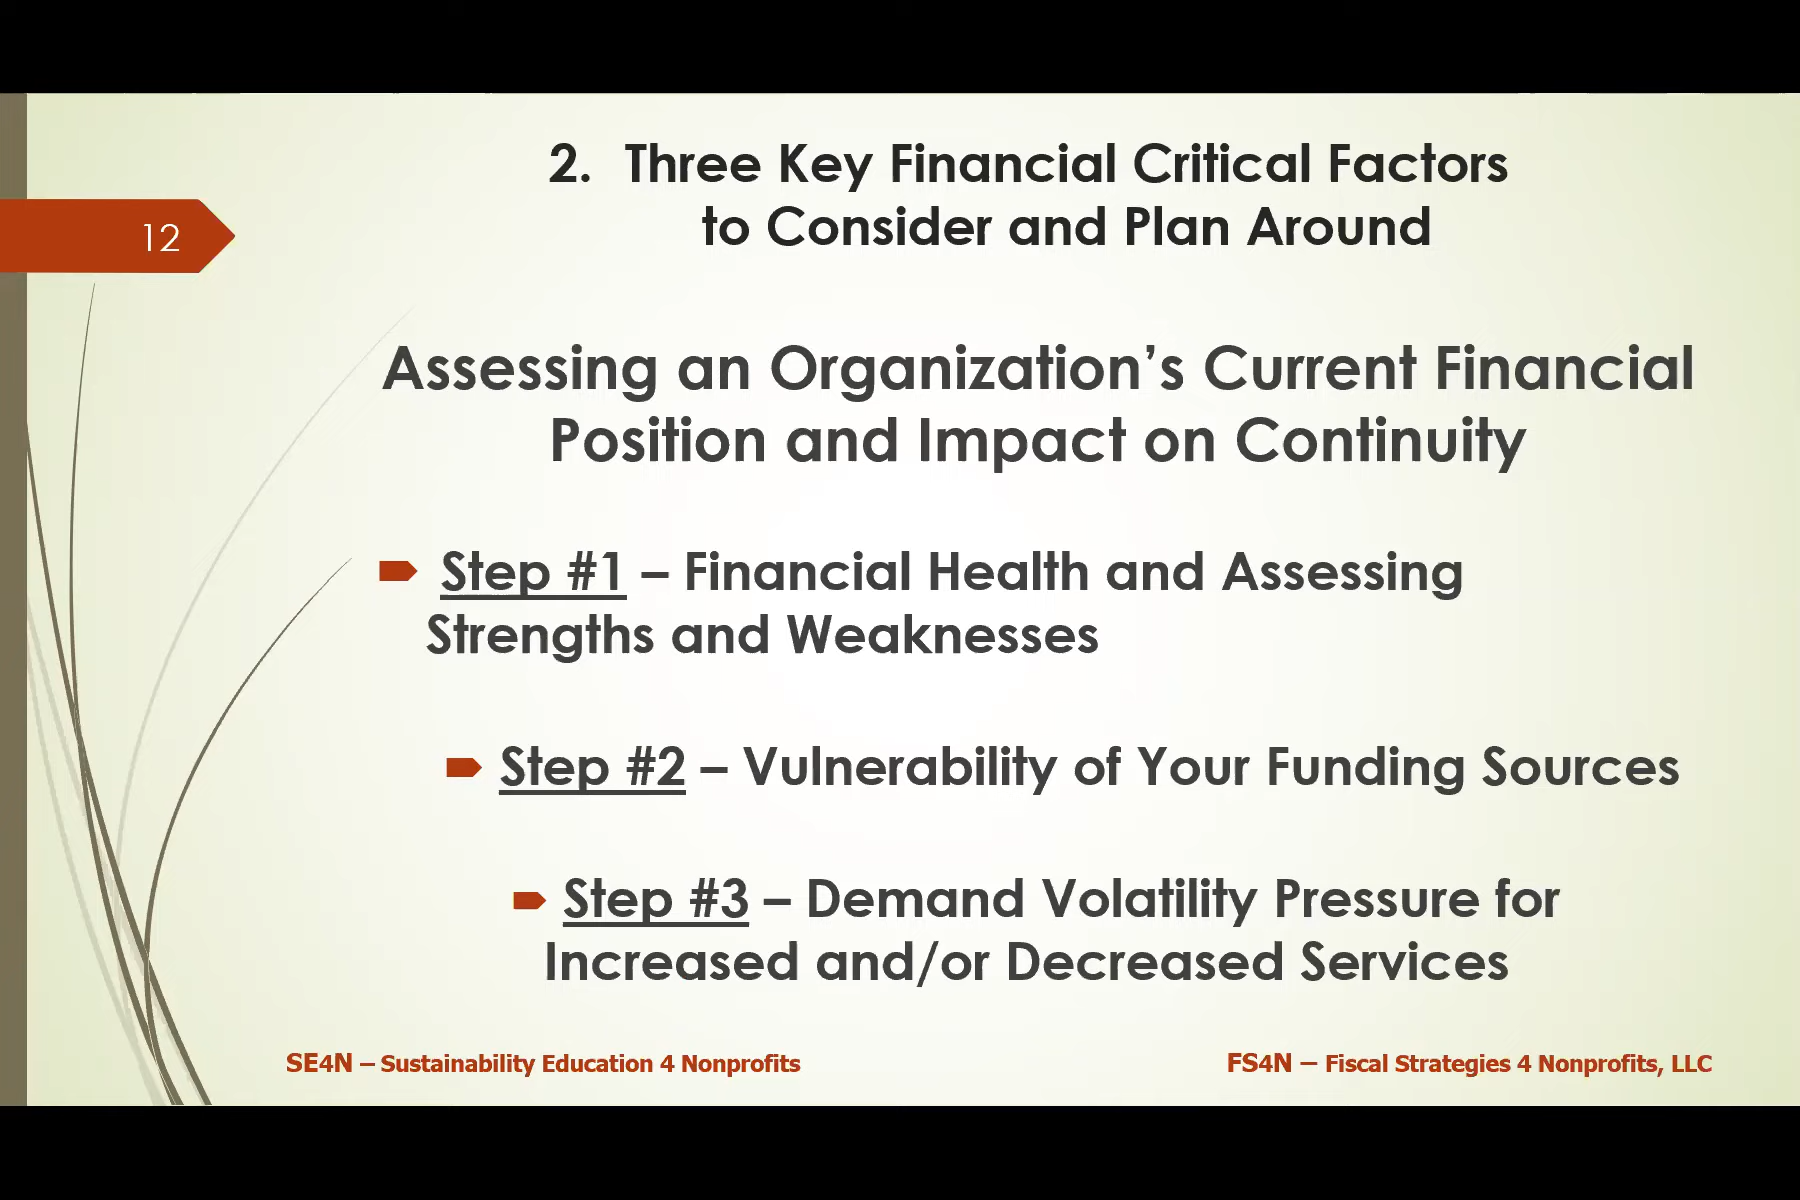 2. Three Key Financial Critical Factors
to Consider and Plan Around
12
Assessing an Organization’s Current Financial
Position and Impact on Continuity
Step #1 – Financial Health and Assessing
Strengths and Weaknesses
Step #2 – Vulnerability of Your Funding Sources
Step #3 – Demand Volatility Pressure for
Increased and/or Decreased Services
SE4N – Sustainability Education 4 Nonprofits
FS4N – Fiscal Strategies 4 Nonprofits, LLC